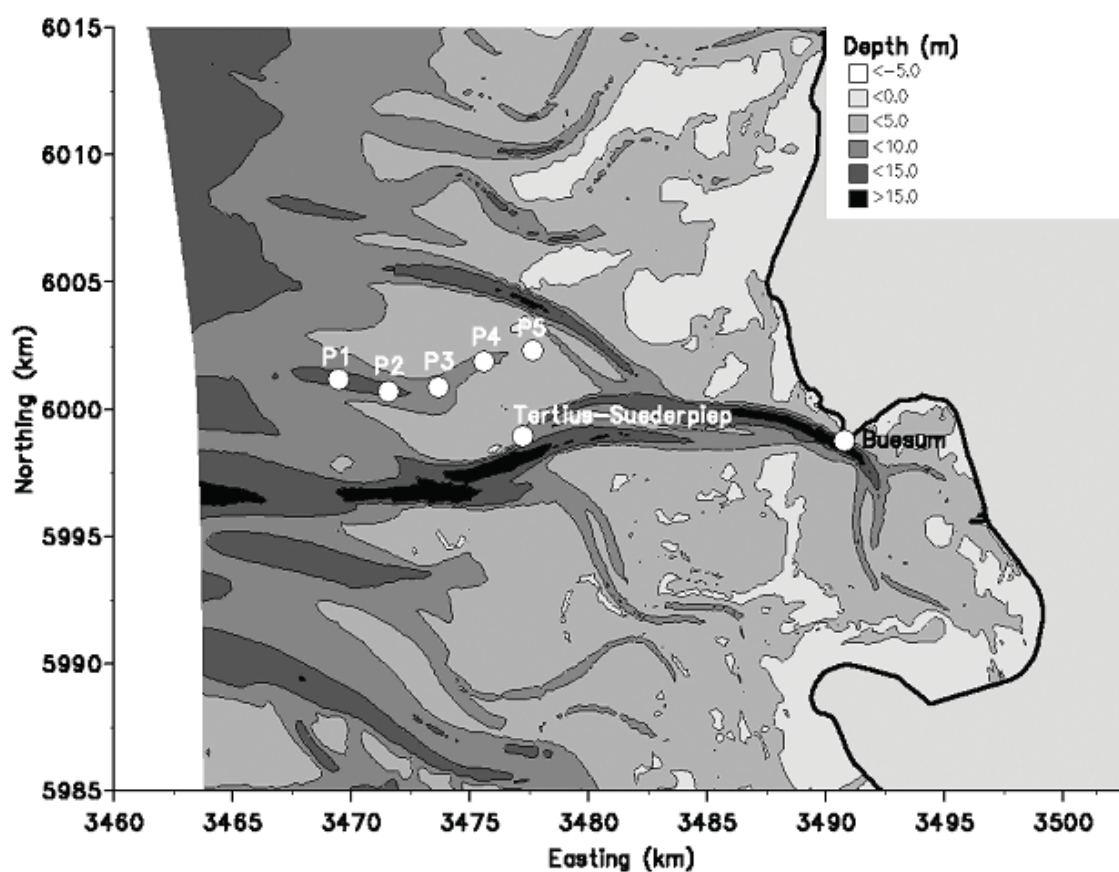 6015
6010
6005
6000
5995
5990
5985
Northing (km)
3460
3465
3470
3475
3480
3485
3490
3495
3500
Easting (km)
Depth (m)
<-5.0
<0.0
<5.0
<10.0
<15.0
>15.0
P1
P2
P3
P4
P5
Tertius-Suederpiep
Buesum